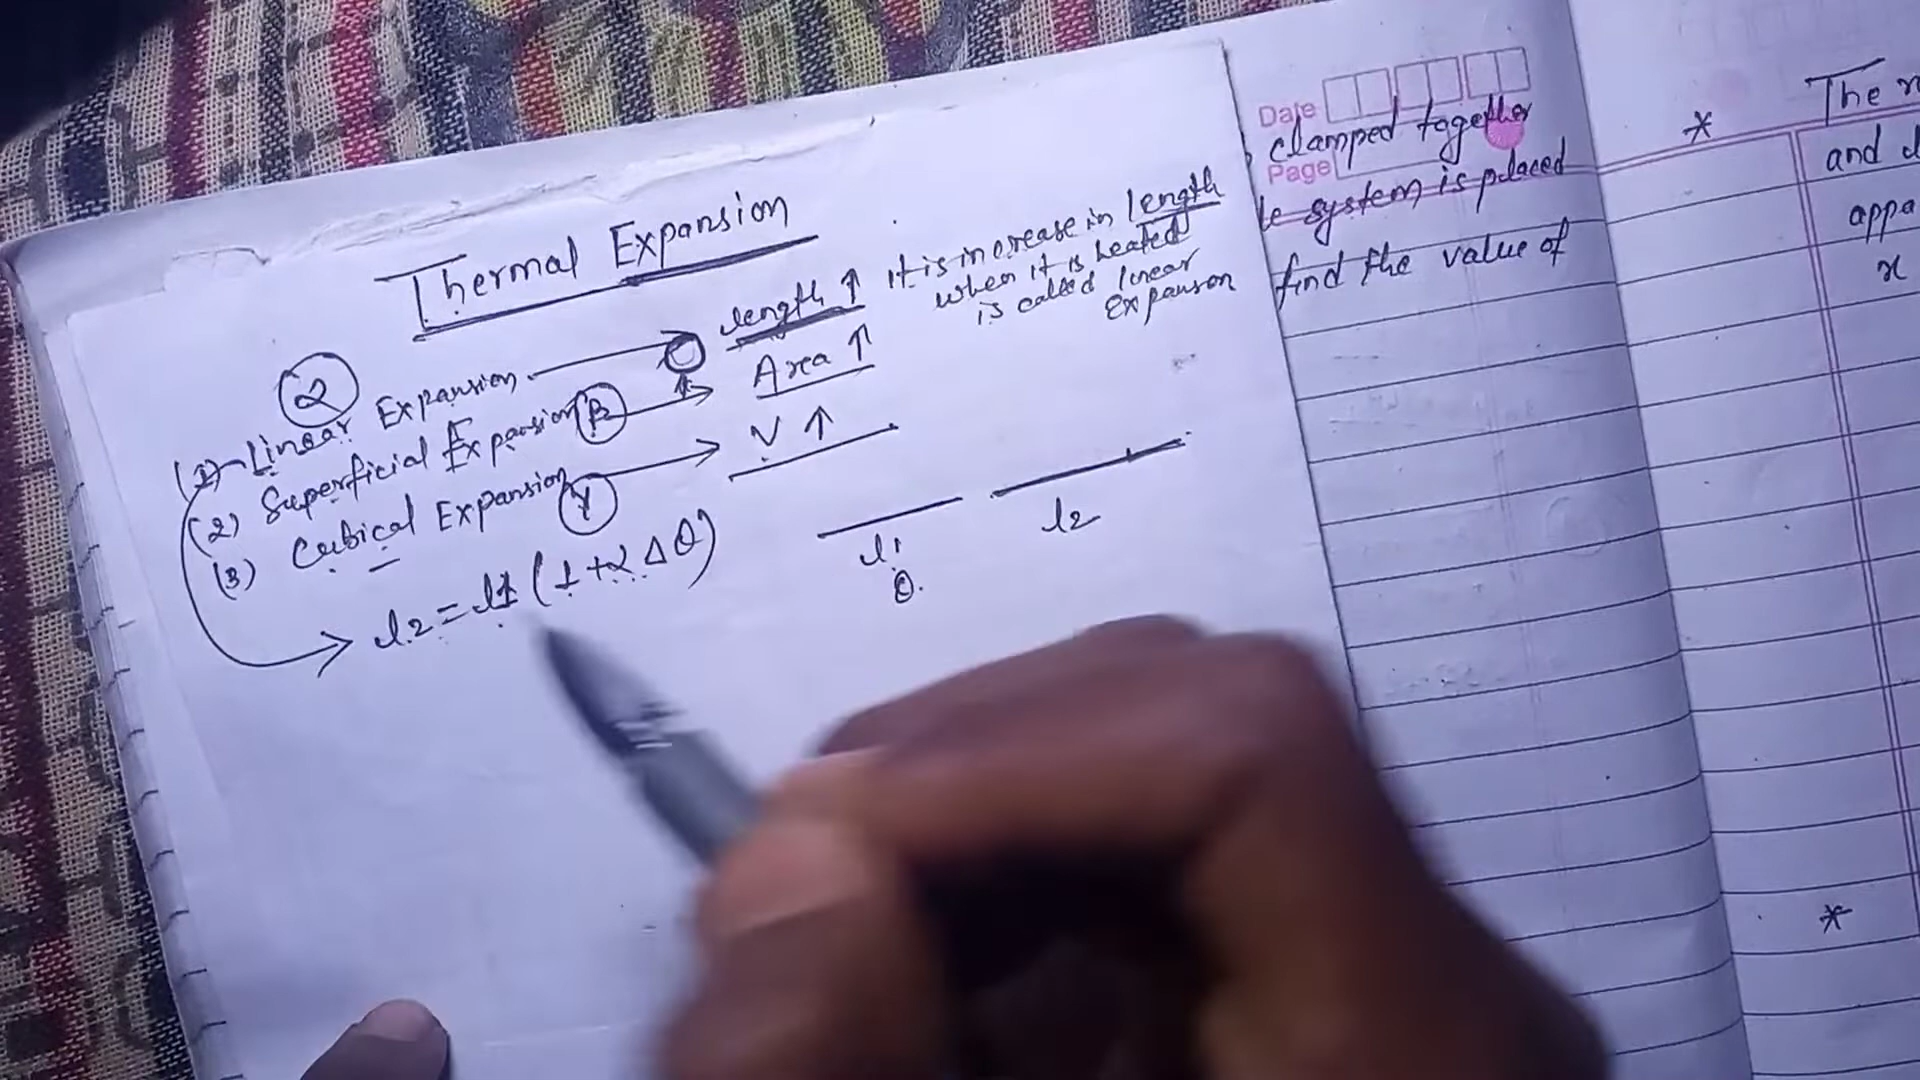 Thermal Expansion
α
(1) Linear Expansion → length ↑
it is increase in length
when it is heated
is called linear
Expansion
(2) Superficial Expansion β → Area ↑
(3) Cubical Expansion γ → V ↑
l2 = l1 (1 + α Δ θ)
l1
l2
θ.
Date
clamped together
Page
system is placed
find the value of
*
The
and
appa
x
*